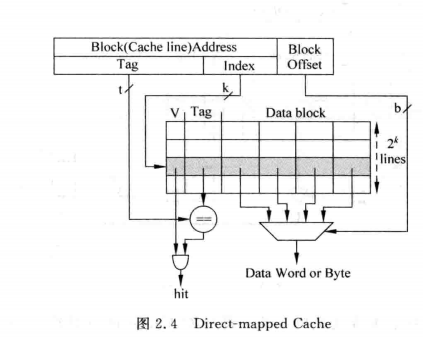 Block(Cache line)Address
Block Offset
Tag
Index
t
k
b
V
Tag
Data block
2^k lines
==
Data Word or Byte
hit
图 2.4 Direct-mapped Cache